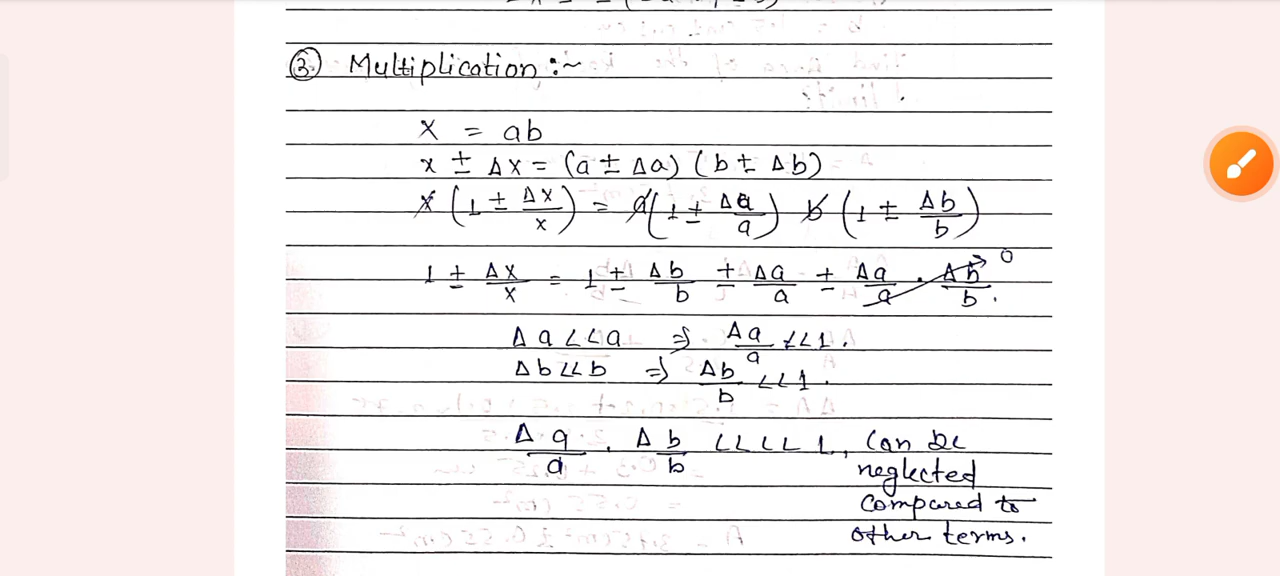 ③ Multiplication :~
x = ab
x ± Δx = (a ± Δa) (b ± Δb)
x (1 ± Δx/x) = a (1 ± Δa/a) b (1 ± Δb/b)
1 ± Δx/x = 1 ± Δb/b ± Δa/a ± Δa/a . Δb/b . 0
Δa << a ⇒ Δa/a << 1 .
Δb << b ⇒ Δb/b << 1 .
Δa/a . Δb/b <<<<< 1, Can be
neglected
compared to
other terms.